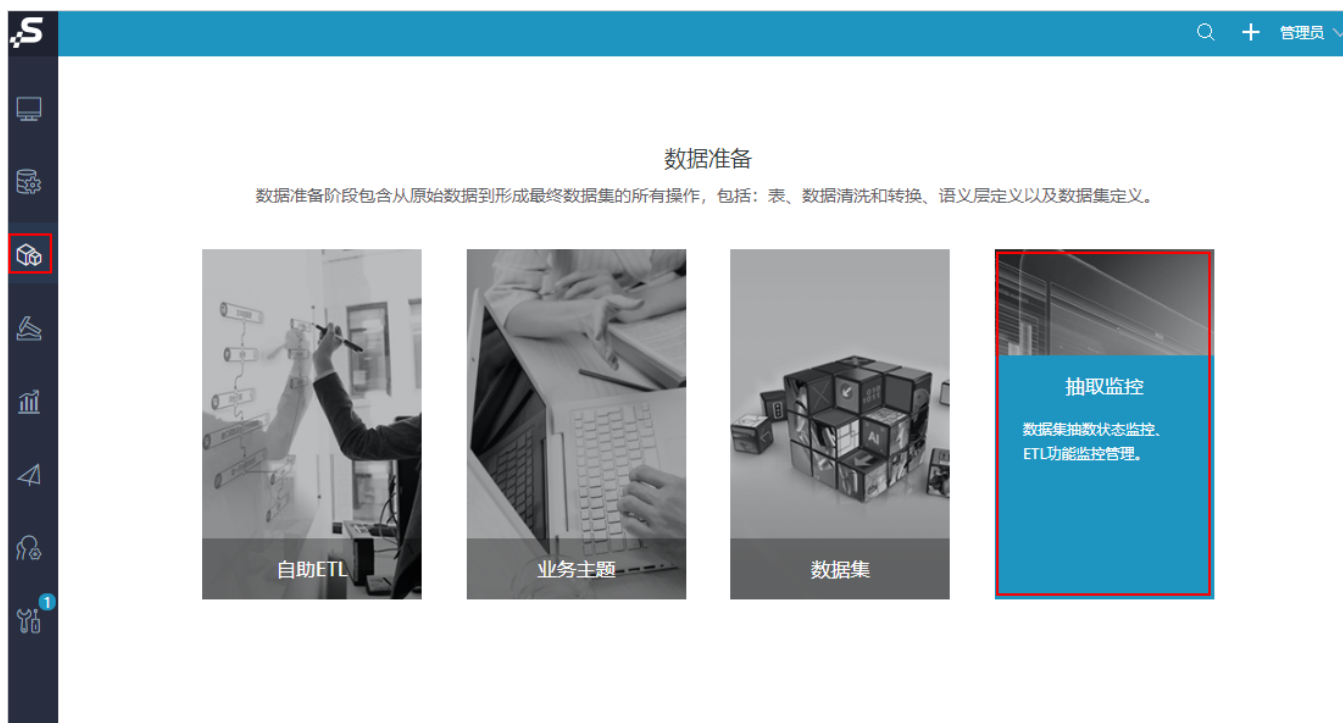 S
管理员
数据准备
数据准备阶段包含从原始数据到形成最终数据集的所有操作，包括：表、数据清洗和转换、语义层定义以及数据集定义。
自助ETL
业务主题
AI
数据集
抽取监控
数据集抽数状态监控、
ETL功能监控管理。
1